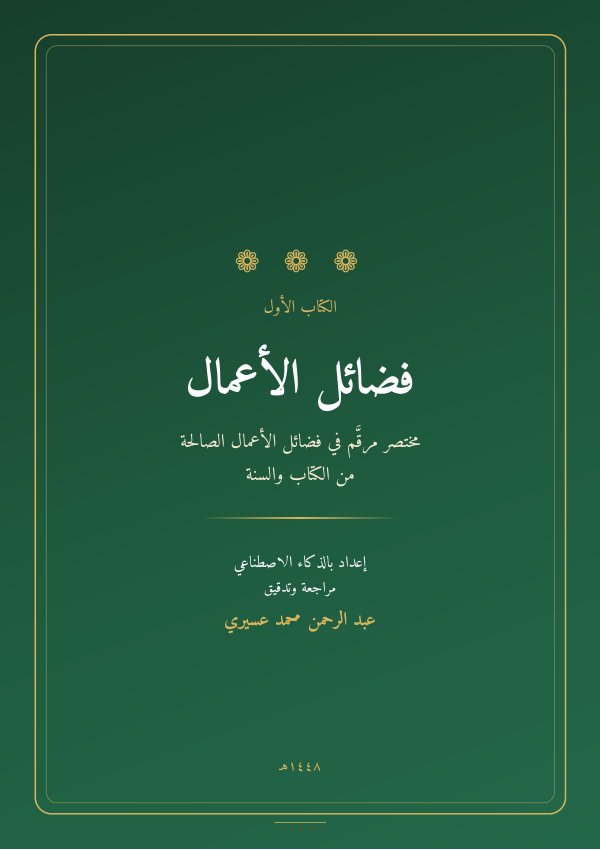 الكتاب الأول
فضائل الأعمال
مختصر مرقَّم في فضائل الأعمال الصالحة
من الكتاب والسنة
إعداد بالذكاء الاصطناعي
مراجعة وتدقيق
عبد الرحمن محمد عسيري
١٤٤٨هـ